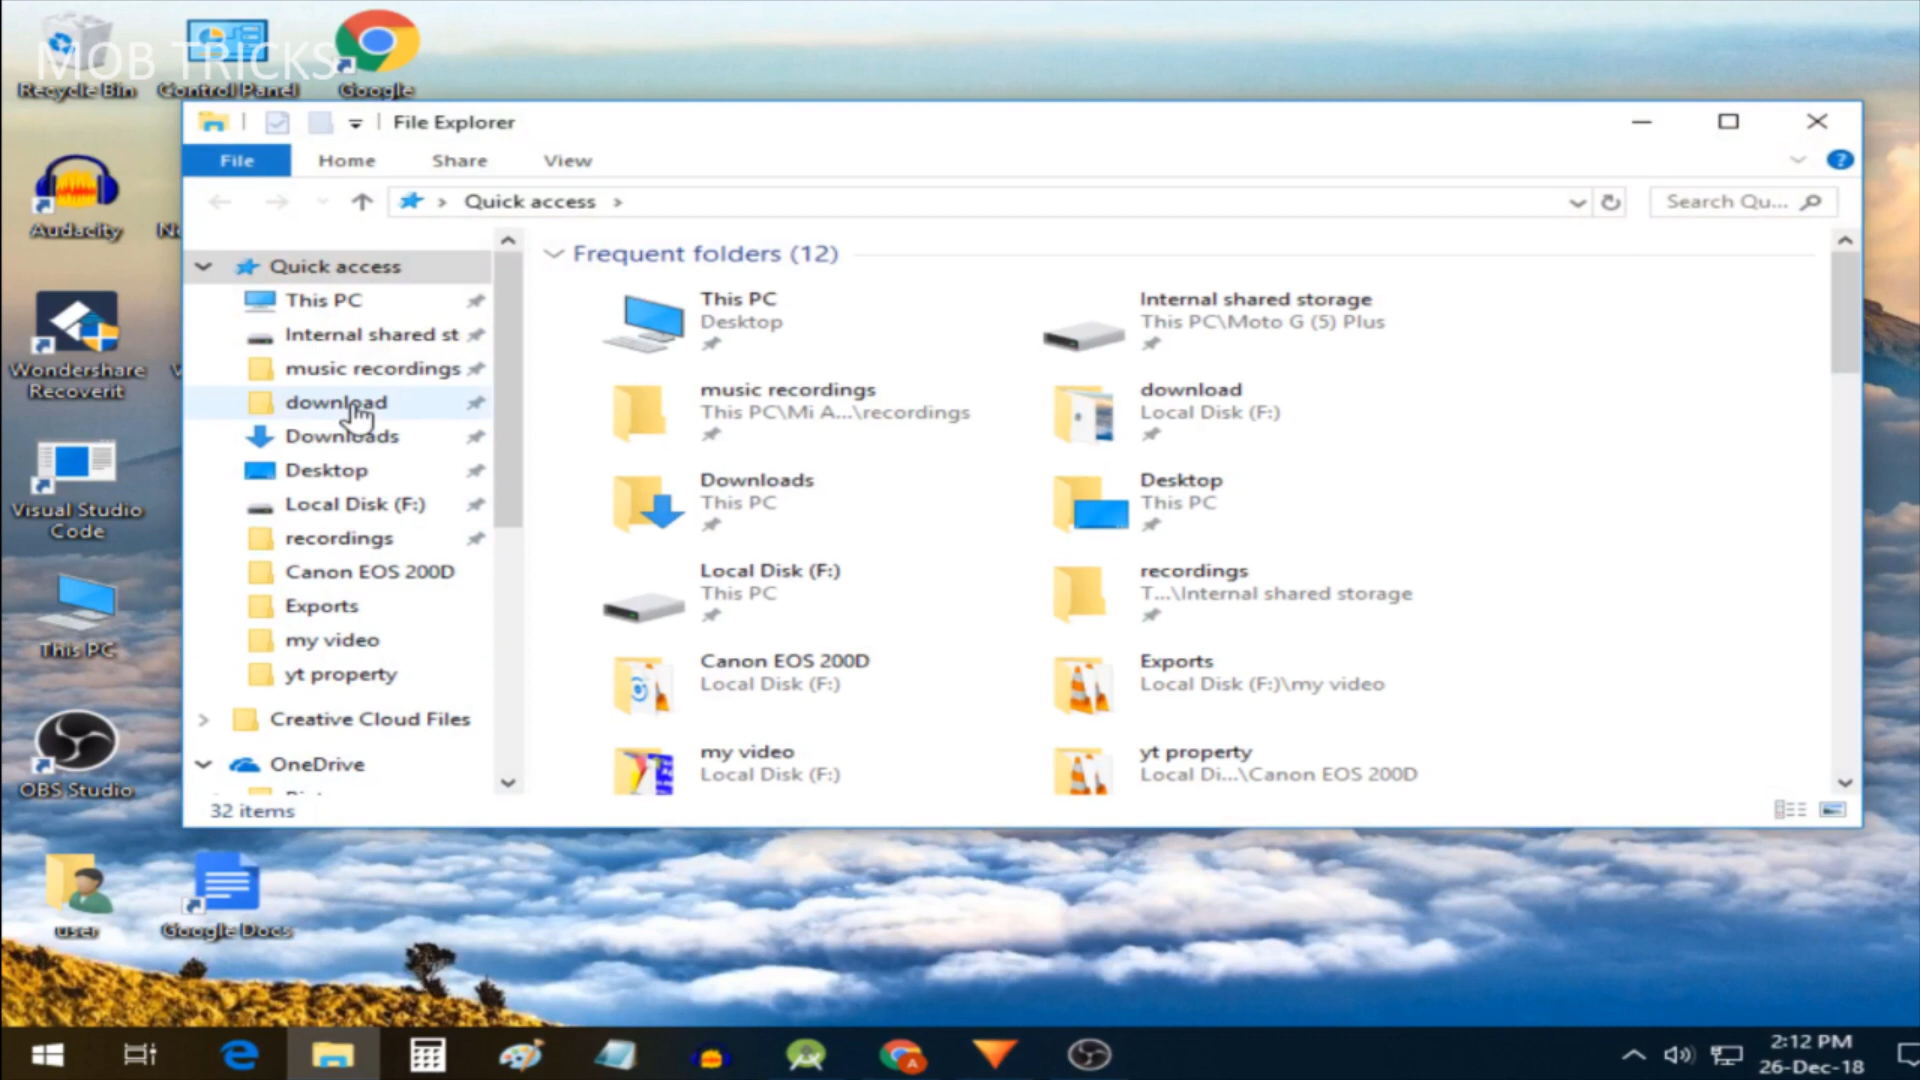 MOB TRICKS
Recycle Bin
Control Panel
Google
File Explorer
File
Home
Share
View
Quick access
Search Qu...
Audacity
Wondershare
Recoverit
Visual Studio
Code
This PC
OBS Studio
user
Google Docs
Quick access
This PC
Internal shared st
music recordings
download
Downloads
Desktop
Local Disk (F:)
recordings
Canon EOS 200D
Exports
my video
yt property
Creative Cloud Files
OneDrive
32 items
Frequent folders (12)
This PC
Desktop
Internal shared storage
This PC\Moto G (5) Plus
music recordings
This PC\Mi A...\recordings
download
Local Disk (F:)
Downloads
This PC
Desktop
This PC
Local Disk (F:)
This PC
recordings
T...\Internal shared storage
Canon EOS 200D
Local Disk (F:)
Exports
Local Disk (F:)\my video
my video
Local Disk (F:)
yt property
Local Di...\Canon EOS 200D
2:12 PM
26-Dec-18